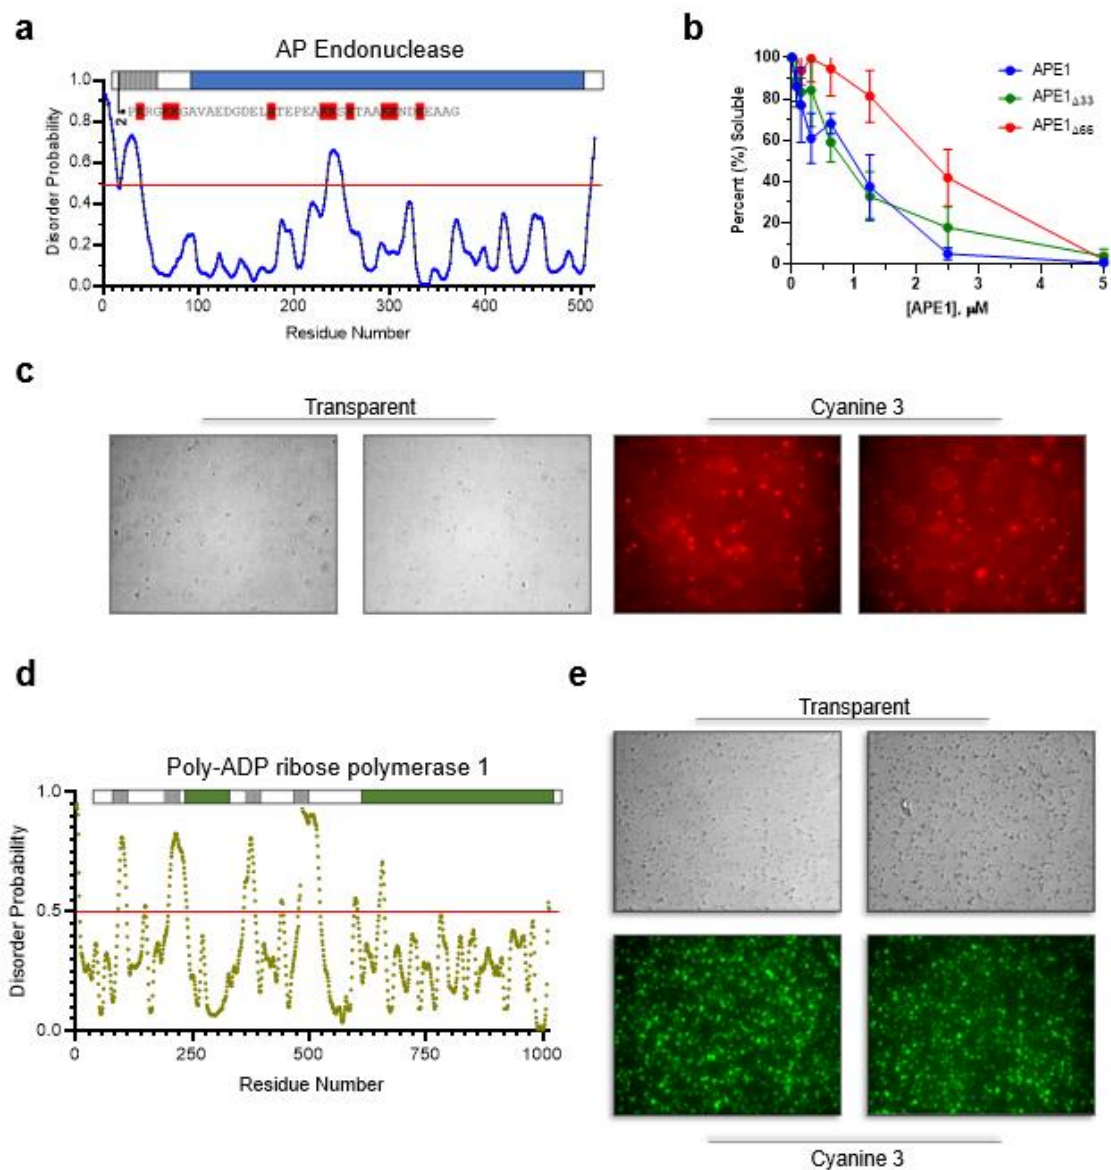 a
AP Endonuclease
1.0
0.8
0.6
0.4
0.2
0.0
Disorder Probability
0
100
200
300
400
500
Residue Number
b
100
80
60
40
20
0
Percent (%) Soluble
APE1
APE1Δ33
APE1Δ66
0
1
2
3
4
5
[APE1], µM
c
Transparent
Cyanine 3
d
Poly-ADP ribose polymerase 1
1.0
0.5
0.0
Disorder Probability
0
250
500
750
1000
Residue Number
e
Transparent
Cyanine 3